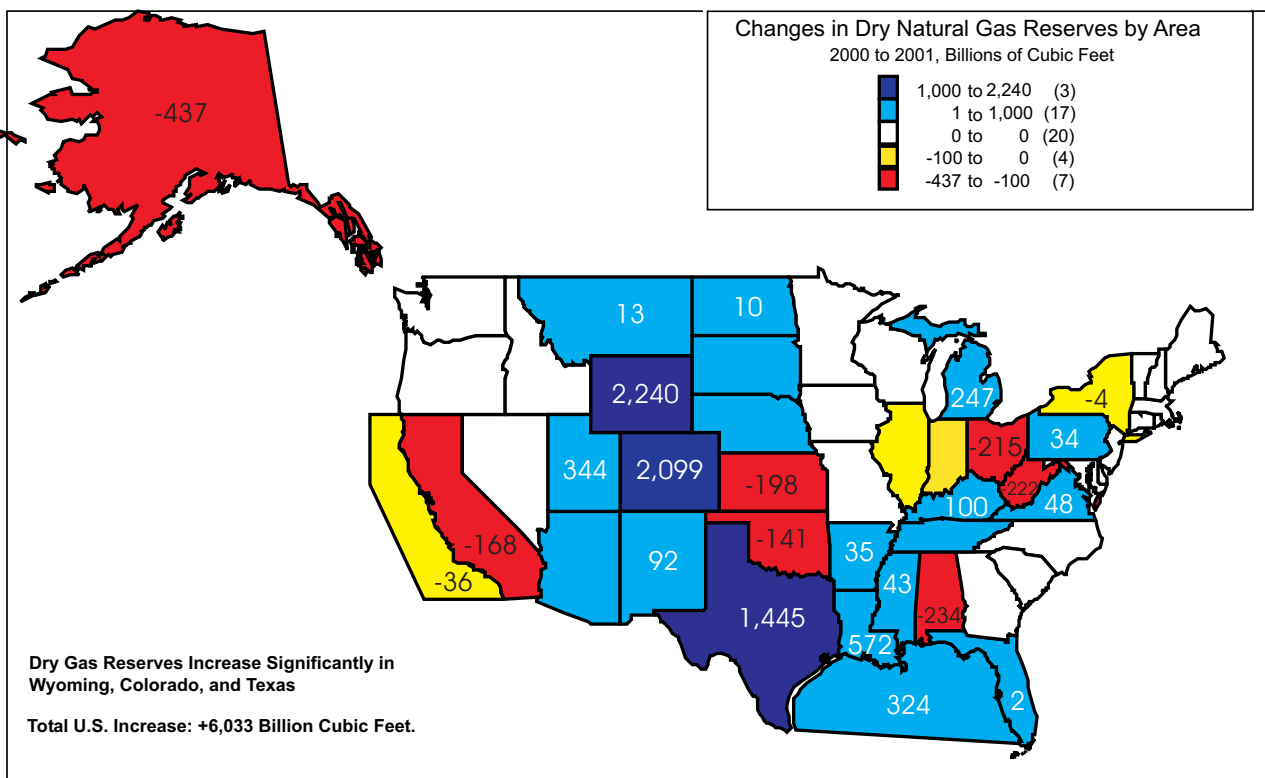 Changes in Dry Natural Gas Reserves by Area
2000 to 2001, Billions of Cubic Feet
1,000 to 2,240 (3)
1 to 1,000 (17)
0 to 0 (20)
-100 to 0 (4)
-437 to -100 (7)
-437
13
10
2,240
247
-4
-215
34
344
2,099
-198
-222
100
48
-168
-141
35
92
-36
43
1,445
-234
572
324
2
Dry Gas Reserves Increase Significantly in
Wyoming, Colorado, and Texas
Total U.S. Increase: +6,033 Billion Cubic Feet.